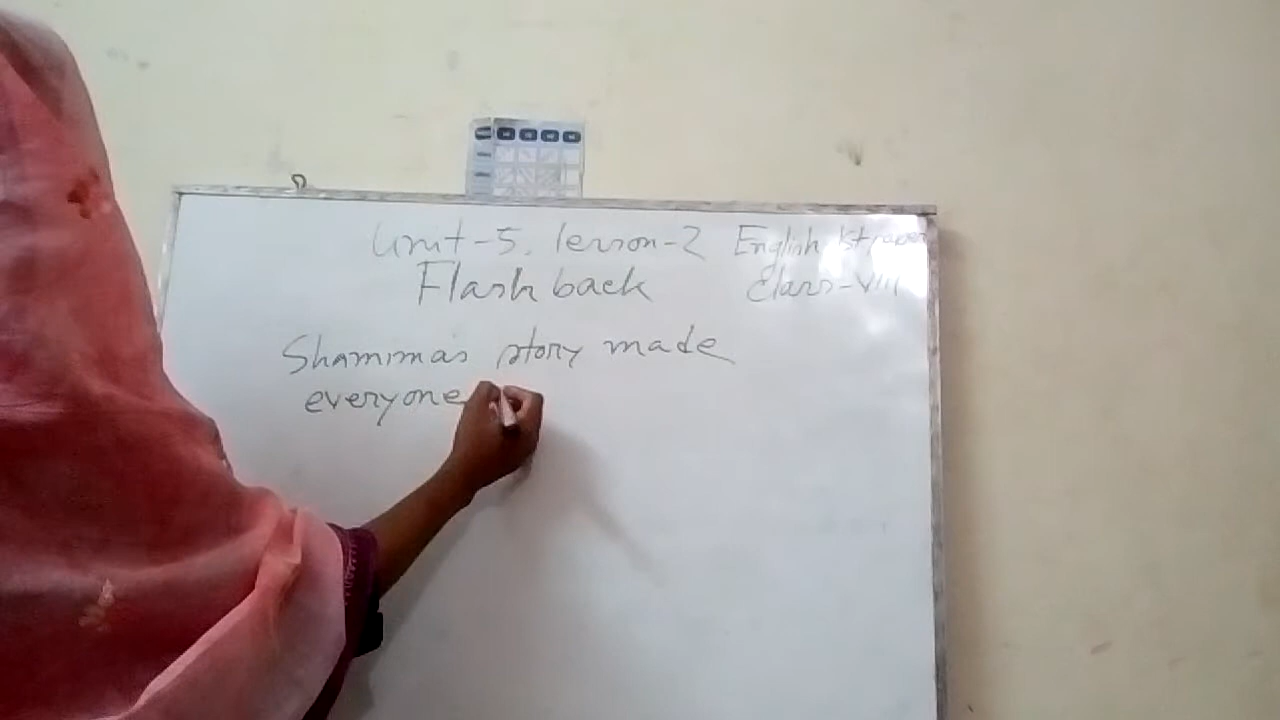 Unit-5, lesson-2
English 1st paper
Flash back
Class-VIII
Shamima's story made
everyone